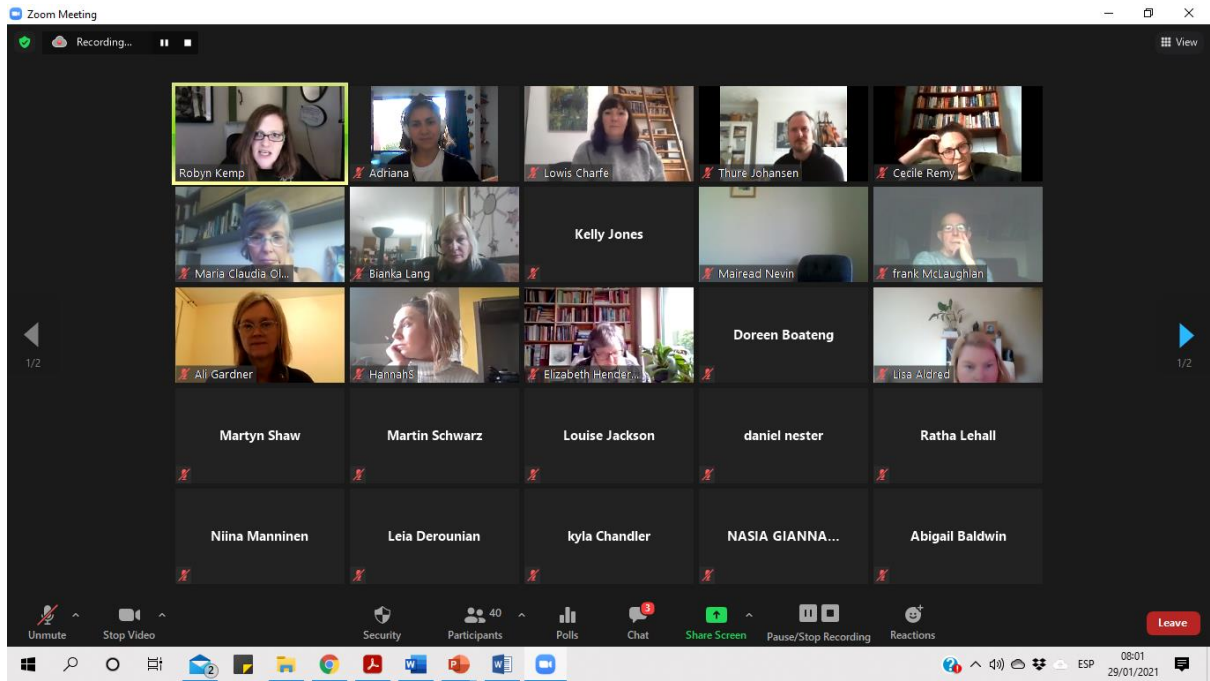 Zoom Meeting
Recording...
View
Robyn Kemp
Adriana
Lowis Charfe
Thure Johansen
Cecile Remy
Maria Claudia Ol...
Bianka Lang
Kelly Jones
Mairead Nevin
frank McLaughlan
Ali Gardner
HannahS
Elizabeth Hender...
Doreen Boateng
Lisa Aldred
1/2
1/2
Martyn Shaw
Martin Schwarz
Louise Jackson
daniel nester
Ratha Lehall
Niina Manninen
Leia Derounian
kyla Chandler
NASIA GIANNA...
Abigail Baldwin
Unmute
Stop Video
Security
40
Participants
Polls
3
Chat
Share Screen
Pause/Stop Recording
Reactions
Leave
2
ESP
08:01
29/01/2021